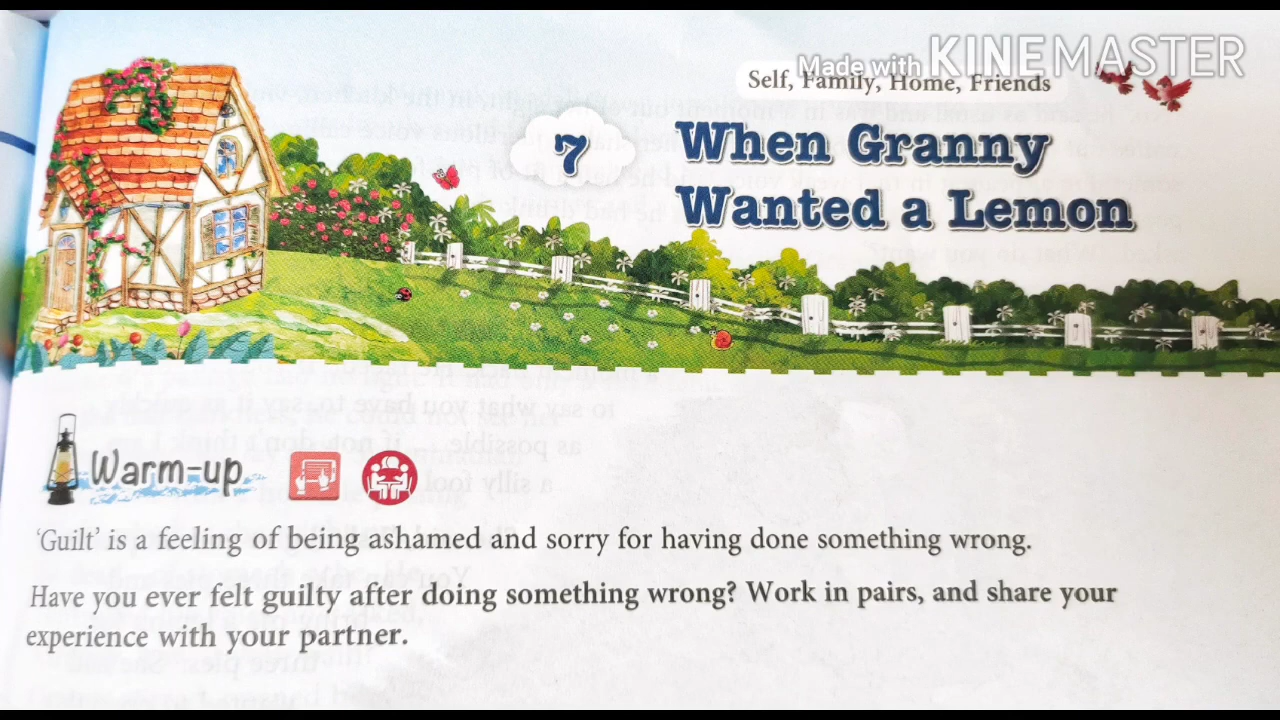 Made with KINEMASTER
Self, Family, Home, Friends
7
When Granny
Wanted a Lemon
Warm-up
‘Guilt’ is a feeling of being ashamed and sorry for having done something wrong.
Have you ever felt guilty after doing something wrong? Work in pairs, and share your
experience with your partner.